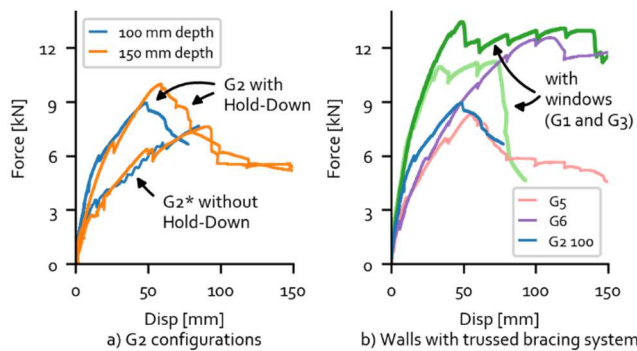 12
9
6
3
0
Force [kN]
100 mm depth
150 mm depth
G2 with
Hold-Down
G2* without
Hold-Down
0
50
100
150
Disp [mm]
a) G2 configurations
12
9
6
3
0
Force [kN]
with
windows
(G1 and G3)
G5
G6
G2 100
0
50
100
150
Disp [mm]
b) Walls with trussed bracing system